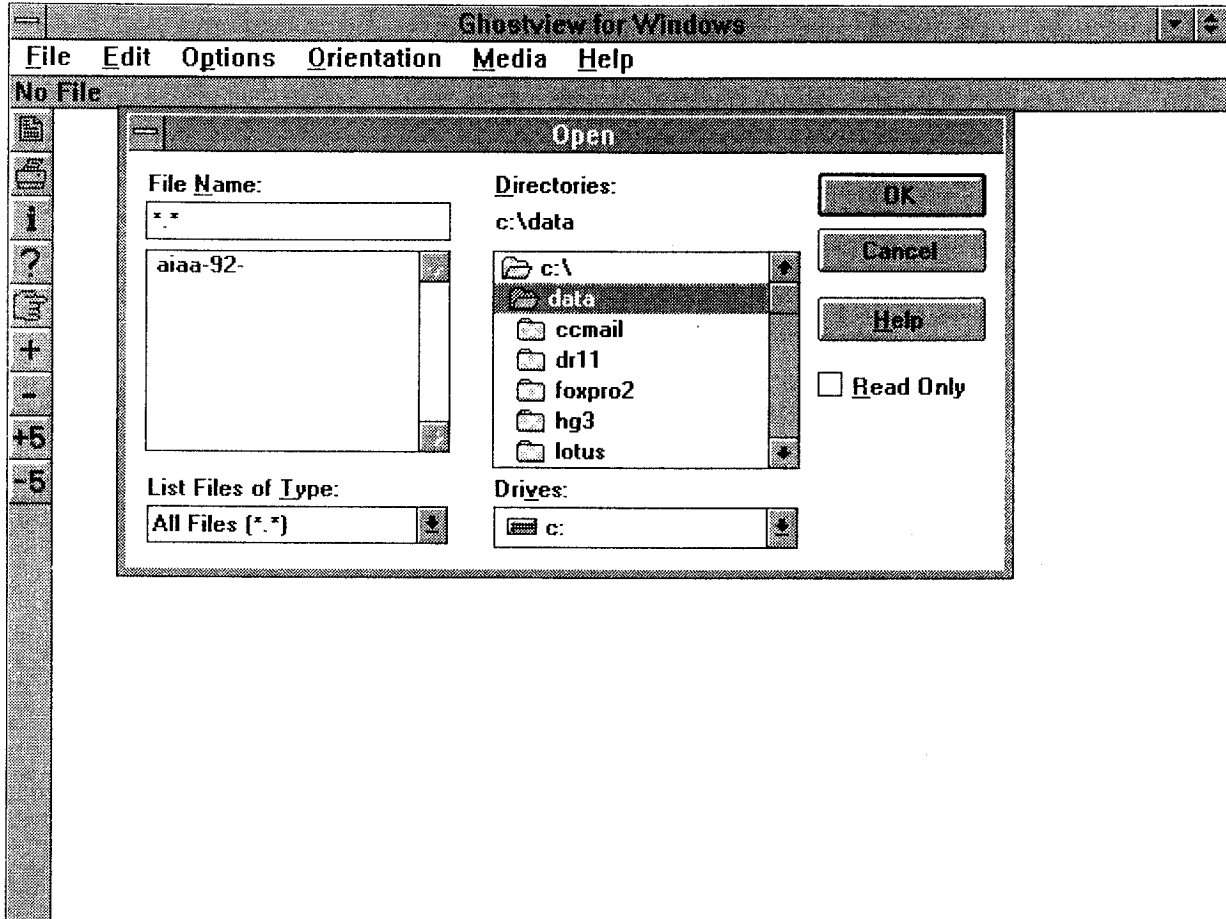 Ghostview for Windows
File Edit Options Orientation Media Help
No File
Open
File Name:
*.*
aiaa-92-
List Files of Type:
All Files (*.*)
Directories:
c:\data
c:\
data
ccmail
dr11
foxpro2
hg3
lotus
Drives:
c:
OK
Cancel
Help
Read Only
i
?
+
-
+5
-5